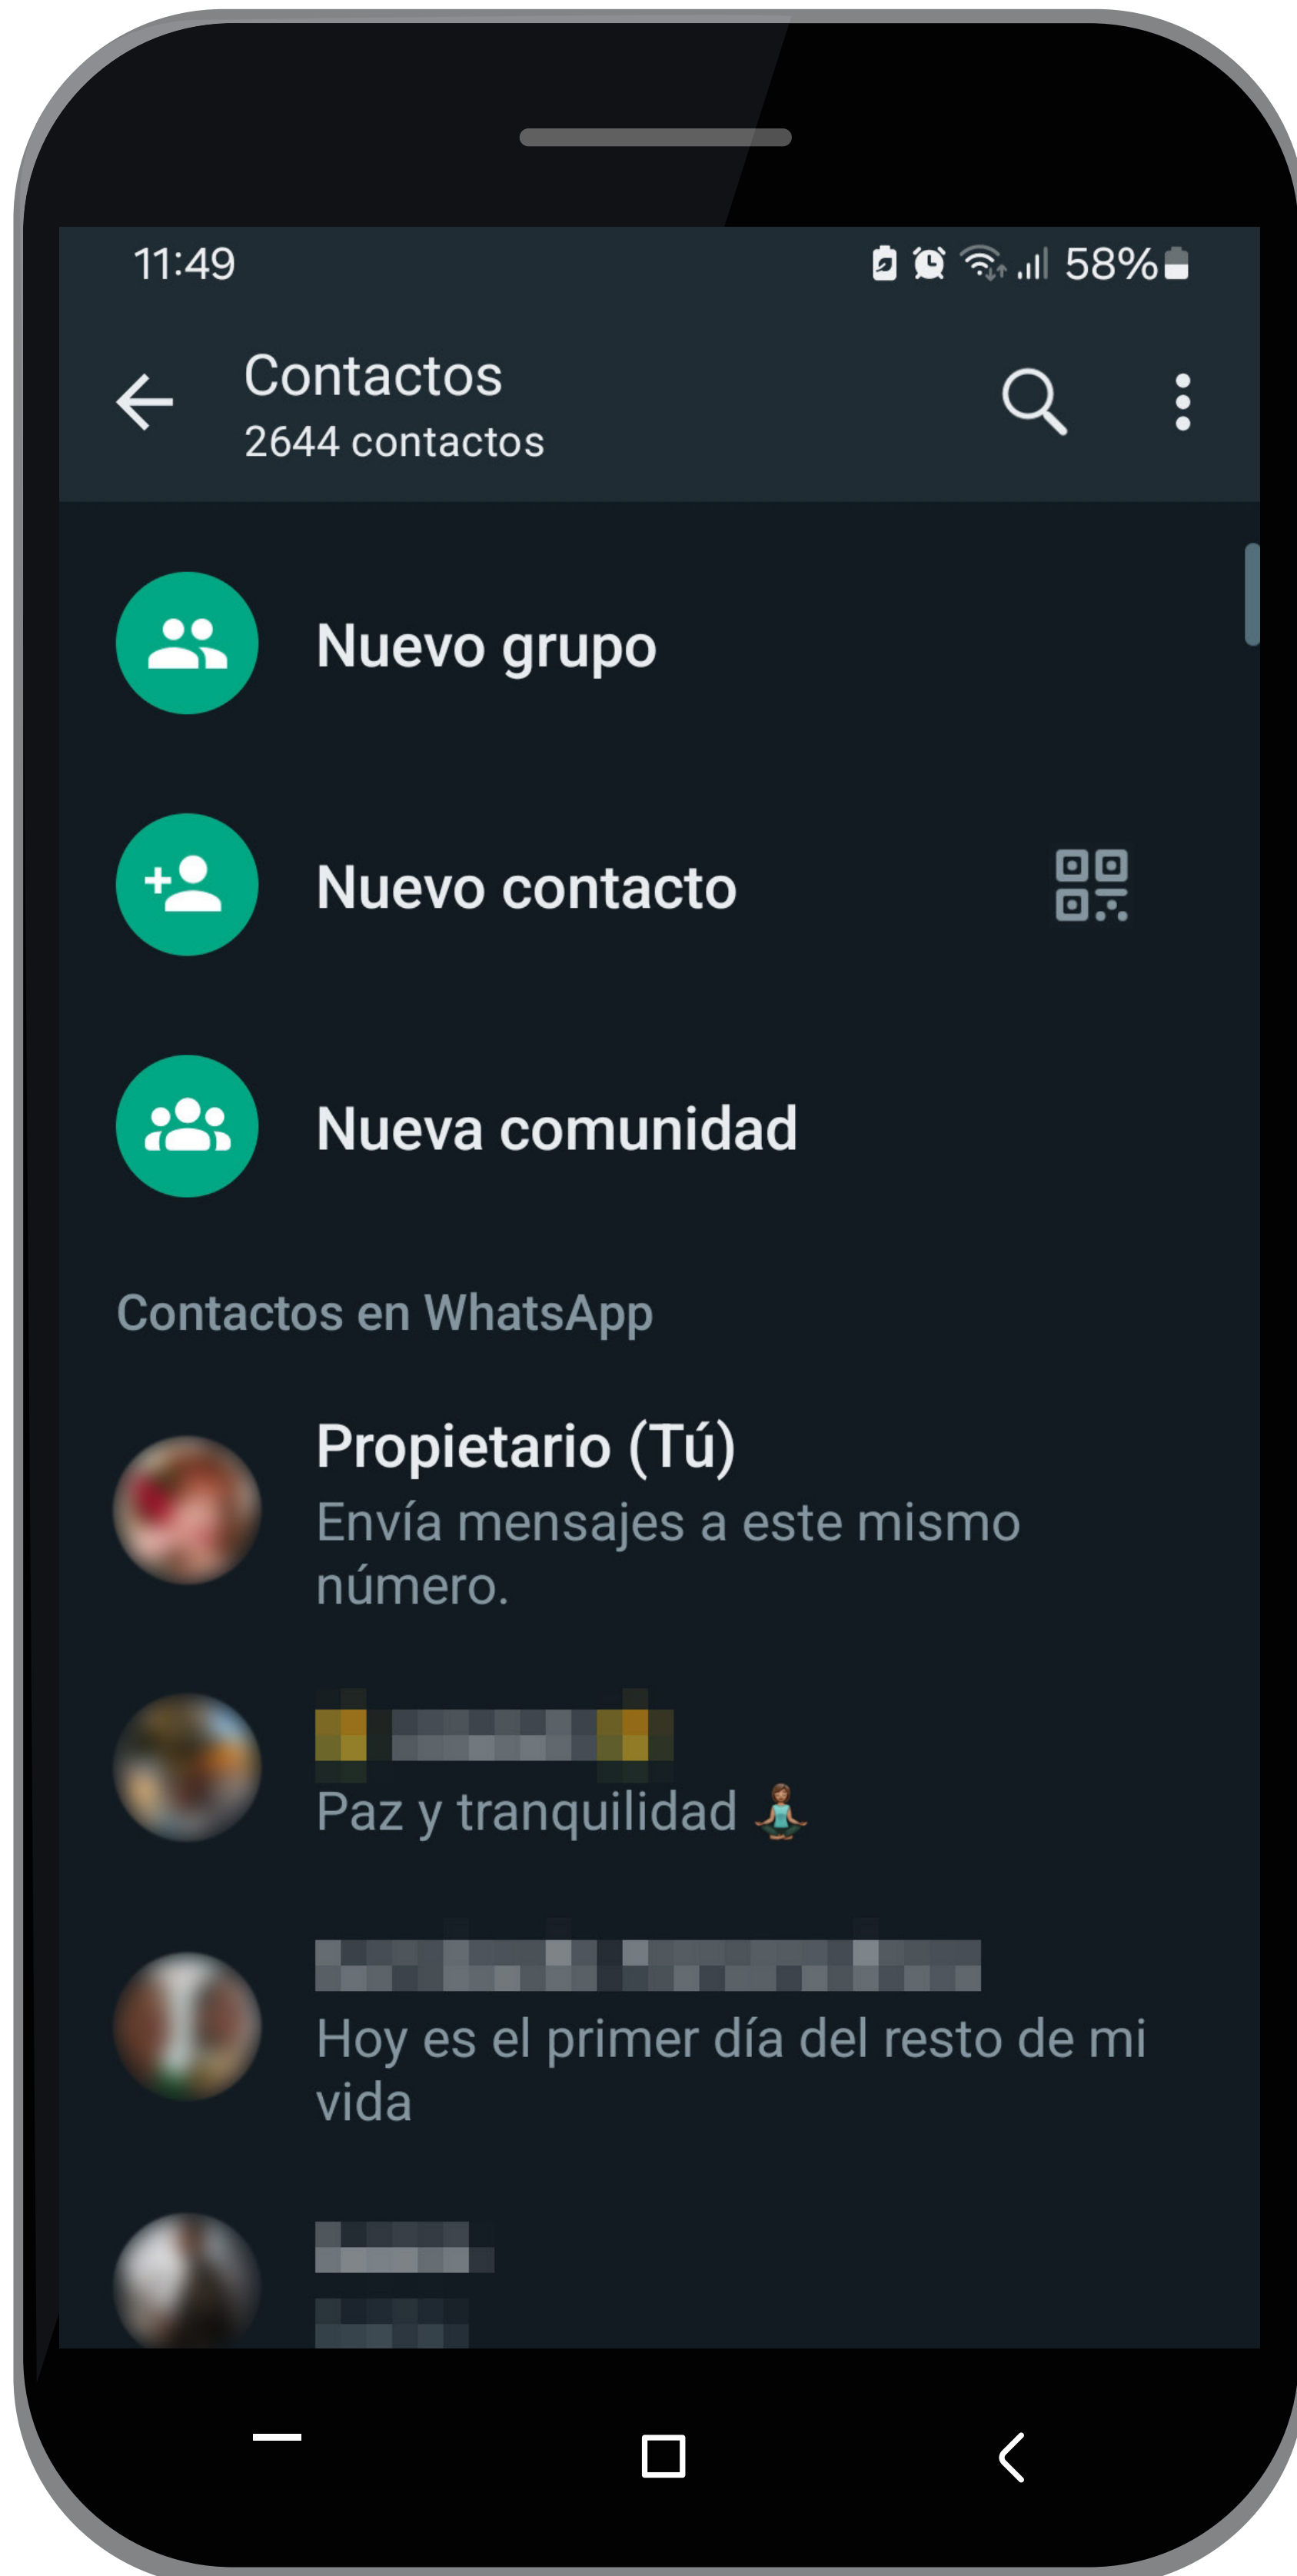 11:49
58%
Contactos
2644 contactos
Nuevo grupo
Nuevo contacto
Nueva comunidad
Contactos en WhatsApp
Propietario (Tú)
Envía mensajes a este mismo
número.
Paz y tranquilidad 🧘🏽‍♀️
Hoy es el primer día del resto de mi
vida